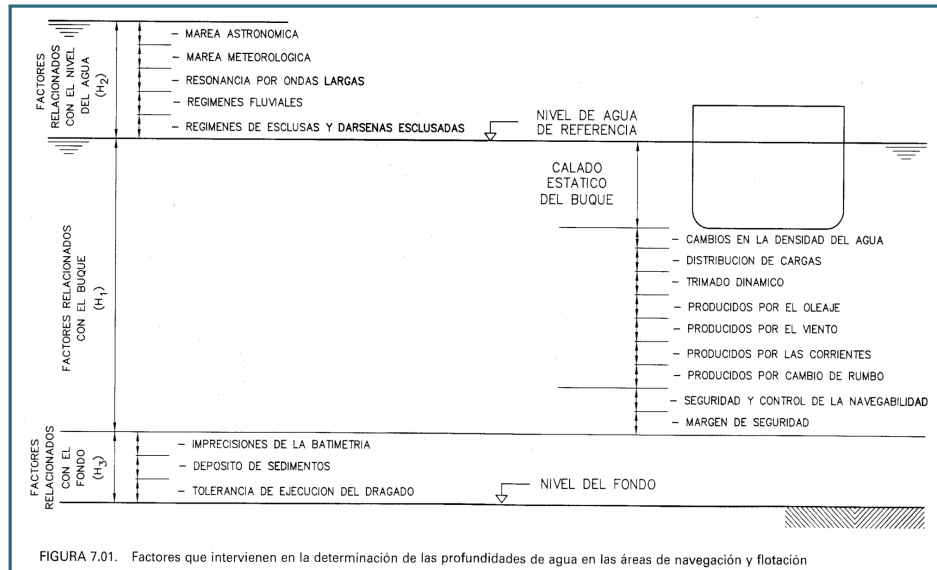 FACTORES
RELACIONADOS
CON EL NIVEL
DEL AGUA
(H2)
– MAREA ASTRONOMICA
– MAREA METEOROLOGICA
– RESONANCIA POR ONDAS LARGAS
– REGIMENES FLUVIALES
– REGIMENES DE ESCLUSAS Y DARSENAS ESCLUSADAS
NIVEL DE AGUA
DE REFERENCIA
FACTORES RELACIONADOS
CON EL BUQUE
(H1)
CALADO
ESTATICO
DEL BUQUE
– CAMBIOS EN LA DENSIDAD DEL AGUA
– DISTRIBUCION DE CARGAS
– TRIMADO DINAMICO
– PRODUCIDOS POR EL OLEAJE
– PRODUCIDOS POR EL VIENTO
– PRODUCIDOS POR LAS CORRIENTES
– PRODUCIDOS POR CAMBIO DE RUMBO
– SEGURIDAD Y CONTROL DE LA NAVEGABILIDAD
– MARGEN DE SEGURIDAD
FACTORES
RELACIONADOS
CON EL
FONDO
(H3)
– IMPRECISIONES DE LA BATIMETRIA
– DEPOSITO DE SEDIMENTOS
– TOLERANCIA DE EJECUCION DEL DRAGADO
NIVEL DEL FONDO
FIGURA 7.01. Factores que intervienen en la determinación de las profundidades de agua en las áreas de navegación y flotación